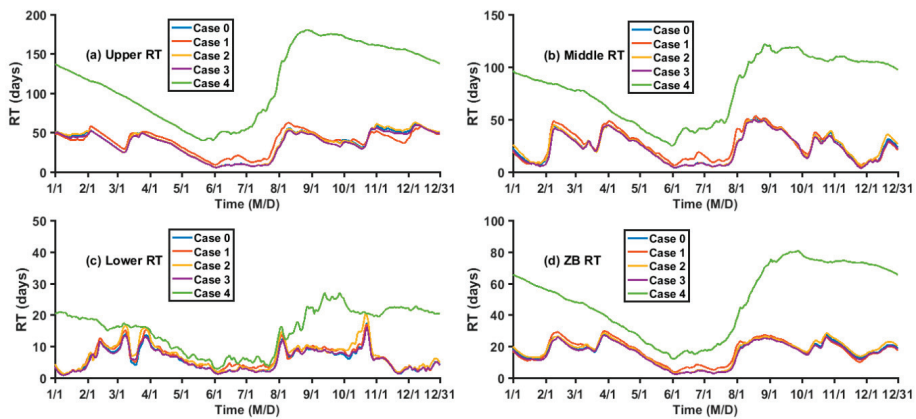 200
150
100
50
0
RT (days)
(a) Upper RT
Case 0
Case 1
Case 2
Case 3
Case 4
1/1 2/1 3/1 4/1 5/1 6/1 7/1 8/1 9/1 10/1 11/1 12/1 12/31
Time (M/D)
150
100
50
0
RT (days)
(b) Middle RT
Case 0
Case 1
Case 2
Case 3
Case 4
1/1 2/1 3/1 4/1 5/1 6/1 7/1 8/1 9/1 10/1 11/1 12/1 12/31
Time (M/D)
50
40
30
20
10
0
RT (days)
(c) Lower RT
Case 0
Case 1
Case 2
Case 3
Case 4
1/1 2/1 3/1 4/1 5/1 6/1 7/1 8/1 9/1 10/1 11/1 12/1 12/31
Time (M/D)
100
80
60
40
20
0
RT (days)
(d) ZB RT
Case 0
Case 1
Case 2
Case 3
Case 4
1/1 2/1 3/1 4/1 5/1 6/1 7/1 8/1 9/1 10/1 11/1 12/1 12/31
Time (M/D)